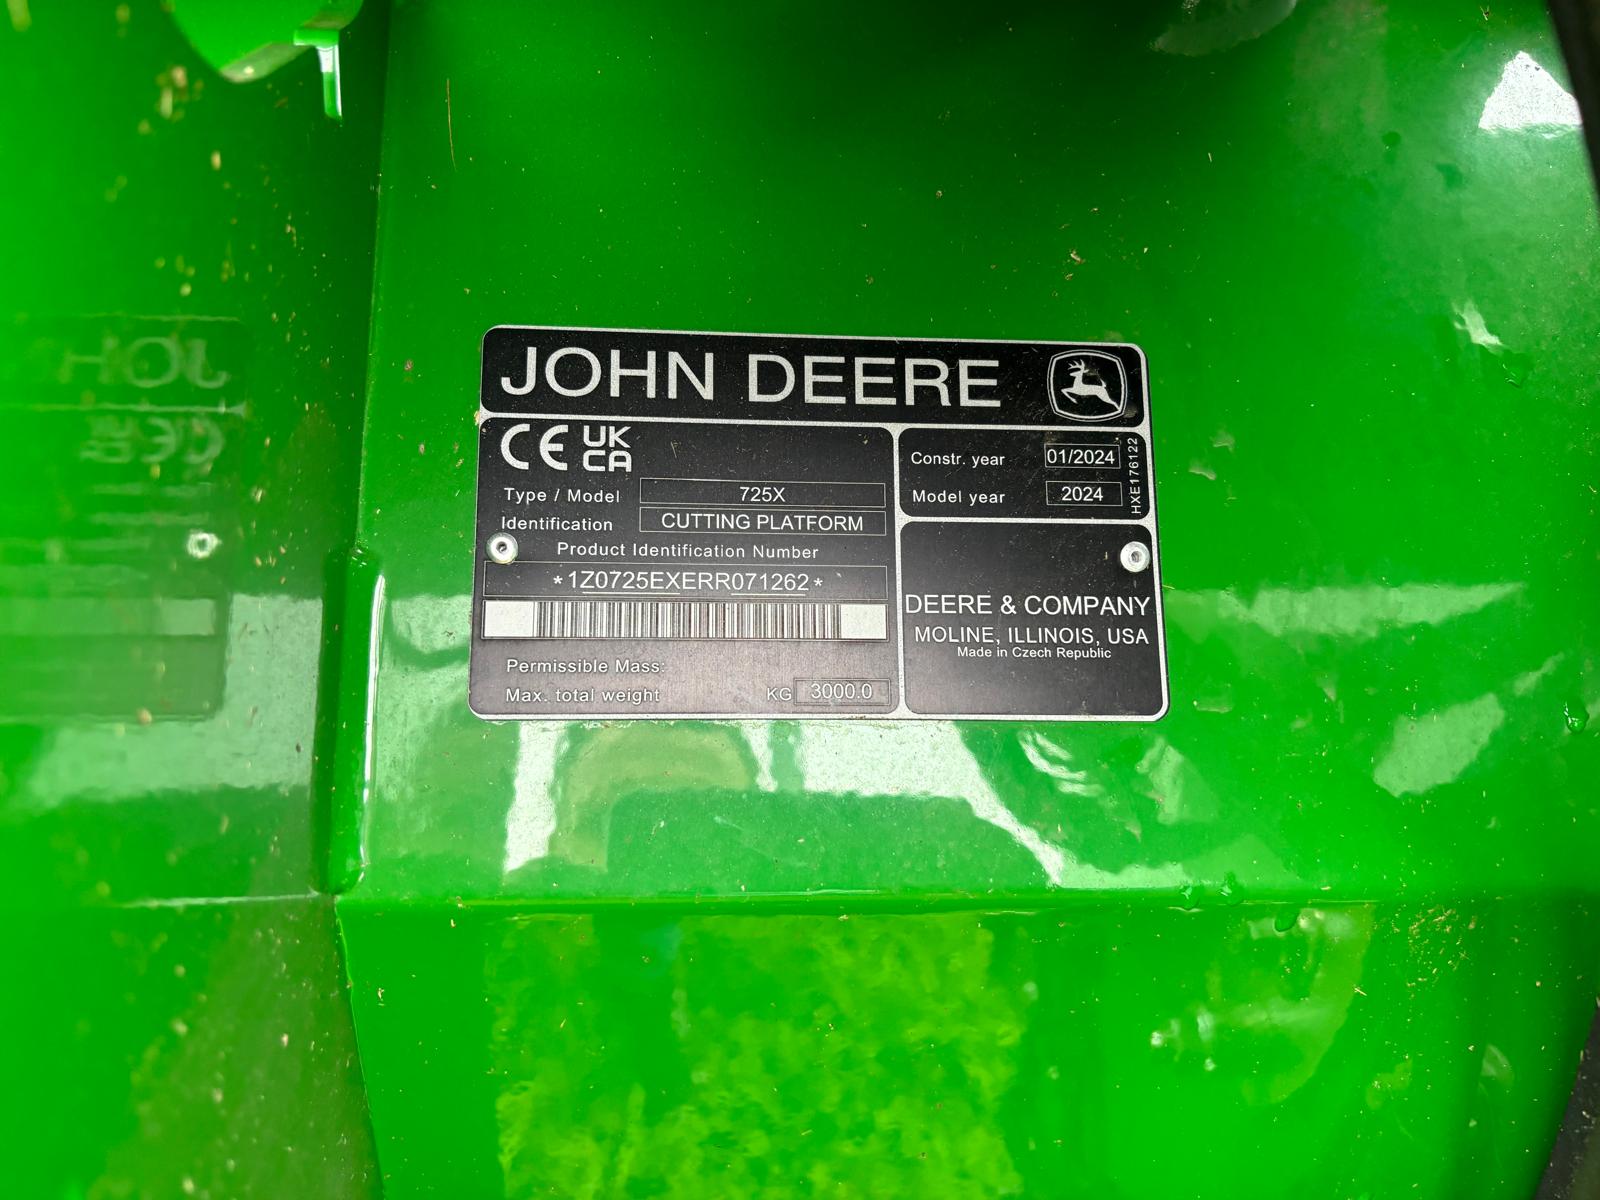 JOHN DEERE
CE UK
CA
Type / Model 725X
Identification CUTTING PLATFORM
Product Identification Number
*1Z0725EXERR071262*
Permissible Mass:
Max. total weight KG 3000.0
Constr. year 01/2024
Model year 2024
HXE176122
DEERE & COMPANY
MOLINE, ILLINOIS, USA
Made in Czech Republic